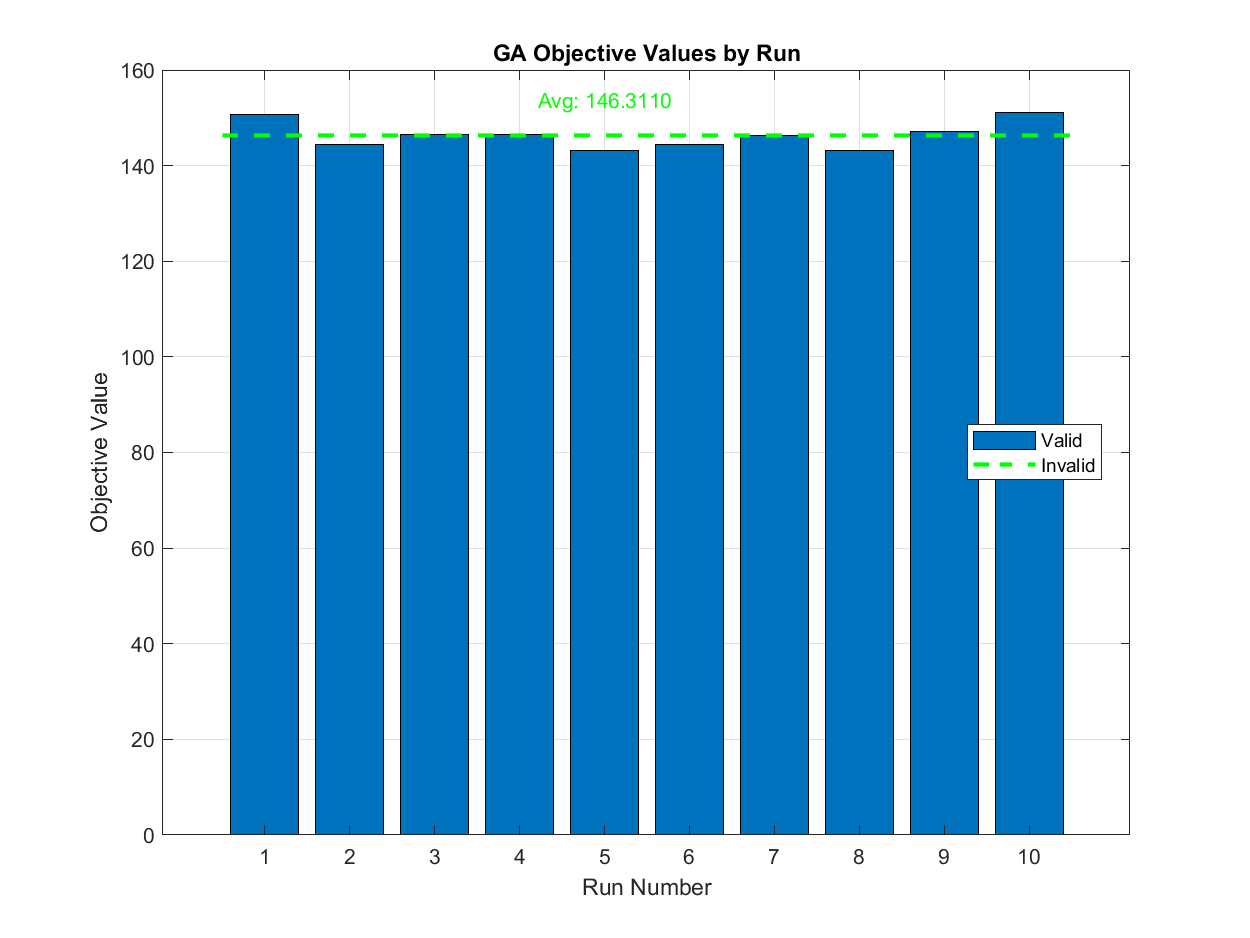 GA Objective Values by Run
Avg: 146.3110
160
140
120
100
80
60
40
20
0
Objective Value
Valid
Invalid
1 2 3 4 5 6 7 8 9 10
Run Number